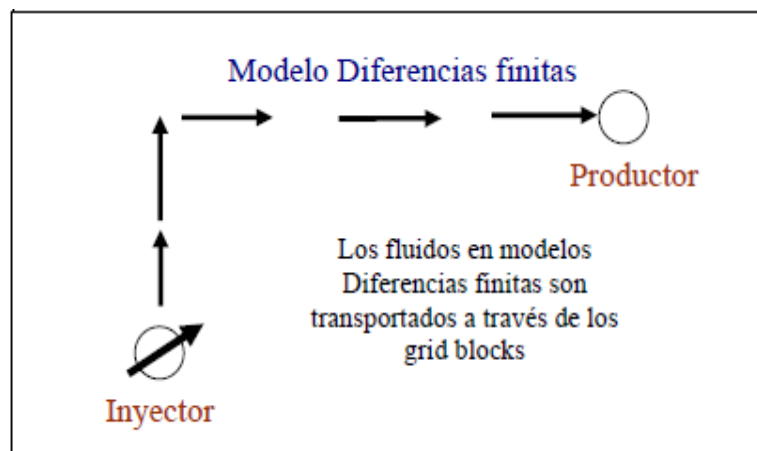 Modelo Diferencias finitas
Productor
Los fluidos en modelos
Diferencias finitas son
transportados a través de los
grid blocks
Inyector